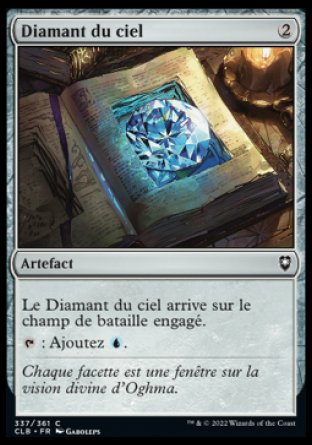 Diamant du ciel 2
Artefact
Le Diamant du ciel arrive sur le
champ de bataille engagé.
: Ajoutez .
Chaque facette est une fenêtre sur la
vision divine d'Oghma.
337/361 C
CLB • FR GABOLEPS
™ & © 2022 Wizards of the Coast